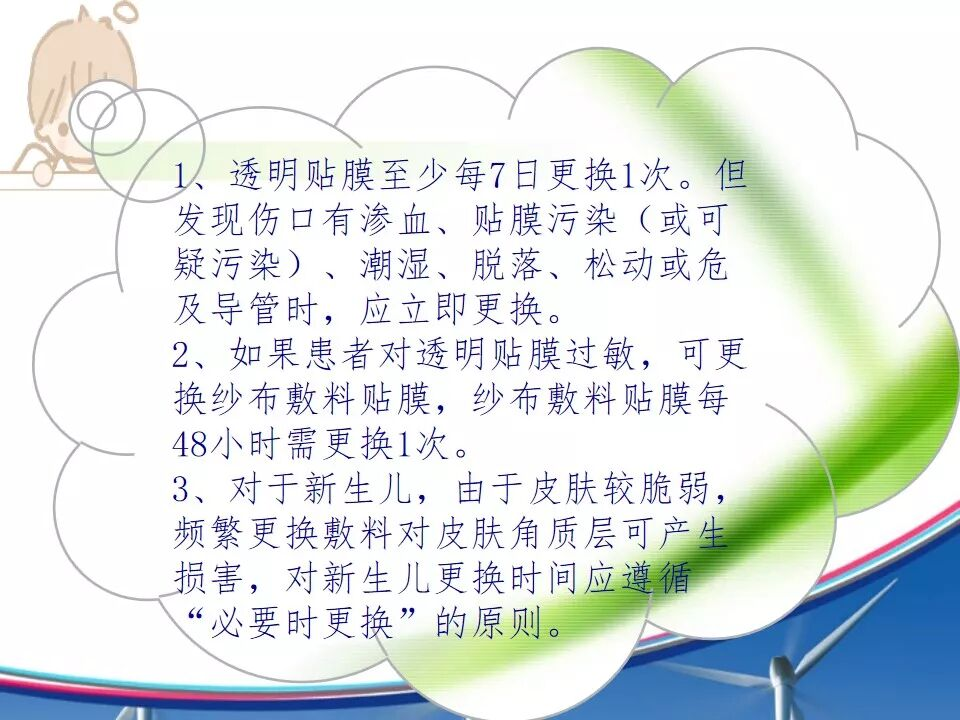 1、透明贴膜至少每7日更换1次。但
发现伤口有渗血、贴膜污染（或可
疑污染）、潮湿、脱落、松动或危
及导管时，应立即更换。
2、如果患者对透明贴膜过敏，可更
换纱布敷料贴膜，纱布敷料贴膜每
48小时需更换1次。
3、对于新生儿，由于皮肤较脆弱，
频繁更换敷料对皮肤角质层可产生
损害，对新生儿更换时间应遵循
“必要时更换”的原则。